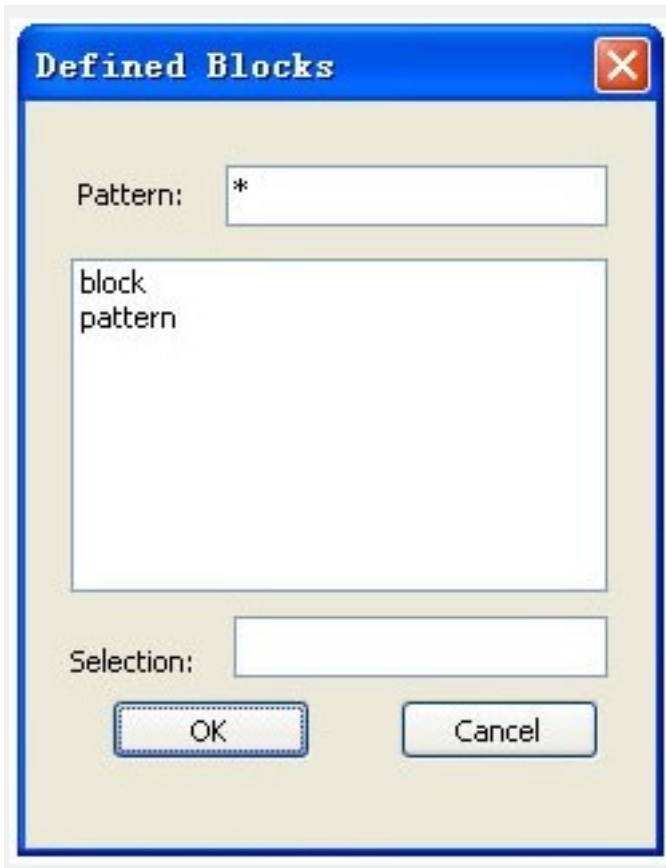 Defined Blocks
Pattern: *
block
pattern
Selection:
OK Cancel